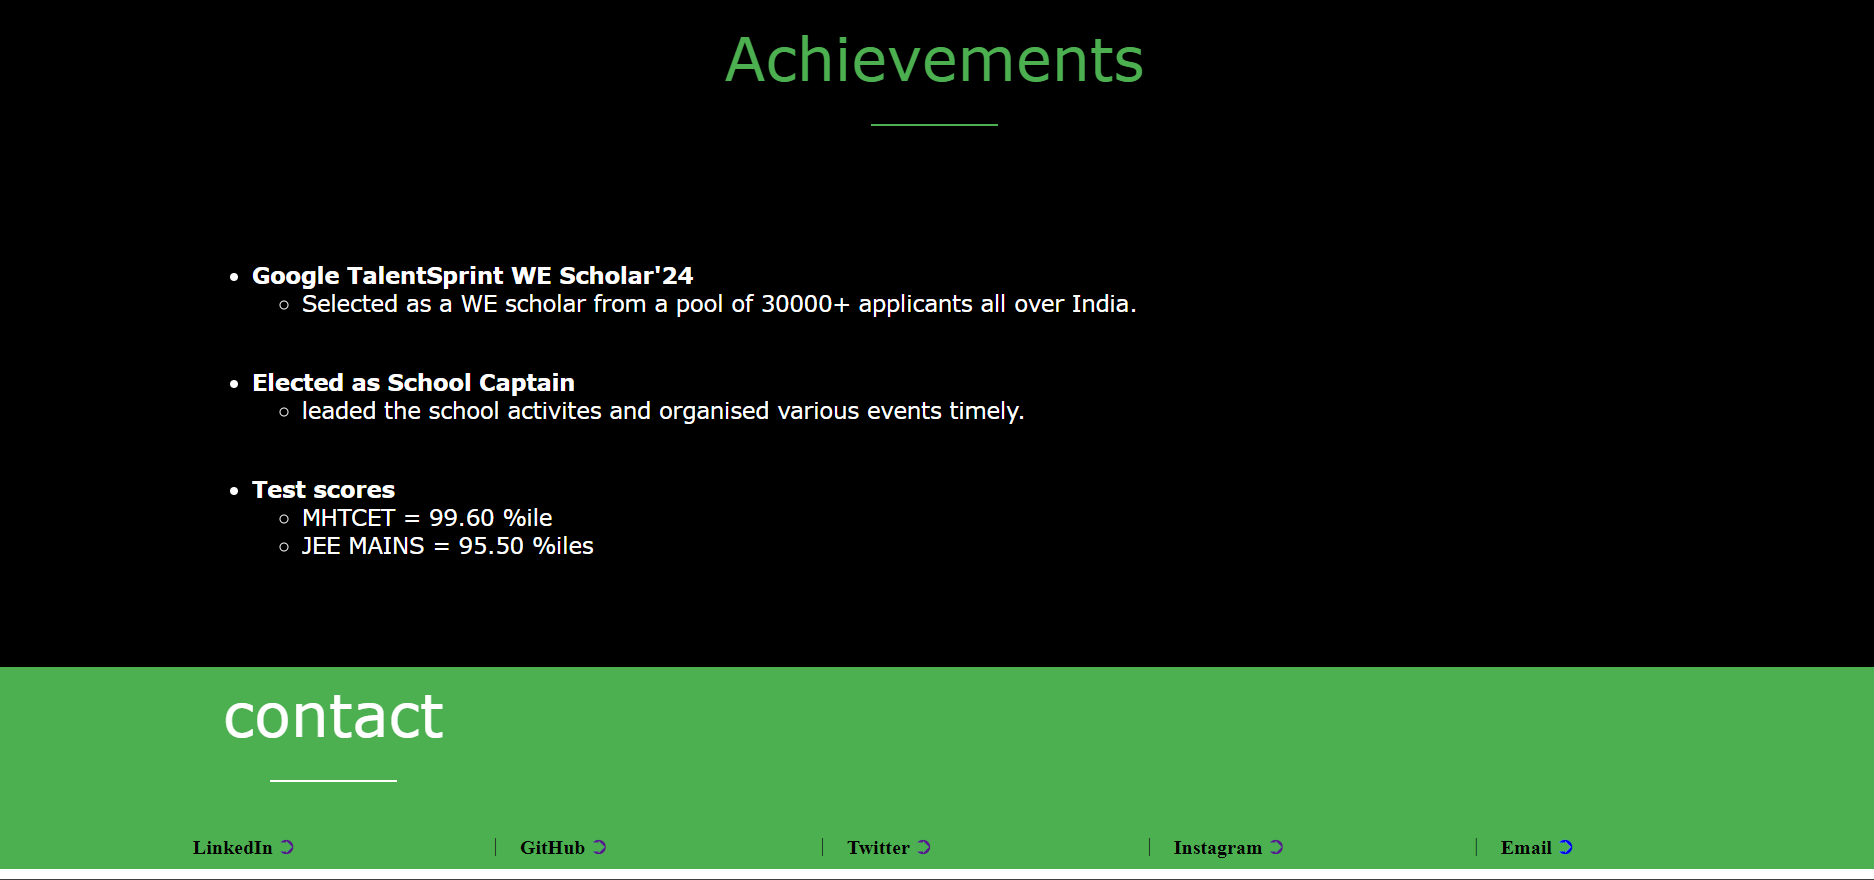 Achievements
Google TalentSprint WE Scholar'24
Selected as a WE scholar from a pool of 30000+ applicants all over India.
Elected as School Captain
leaded the school activites and organised various events timely.
Test scores
MHTCET = 99.60 %ile
JEE MAINS = 95.50 %iles
contact
LinkedIn ➲ | GitHub ➲ | Twitter ➲ | Instagram ➲ | Email ➲